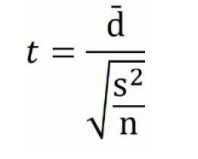 t = d̄ / √(s²/n)